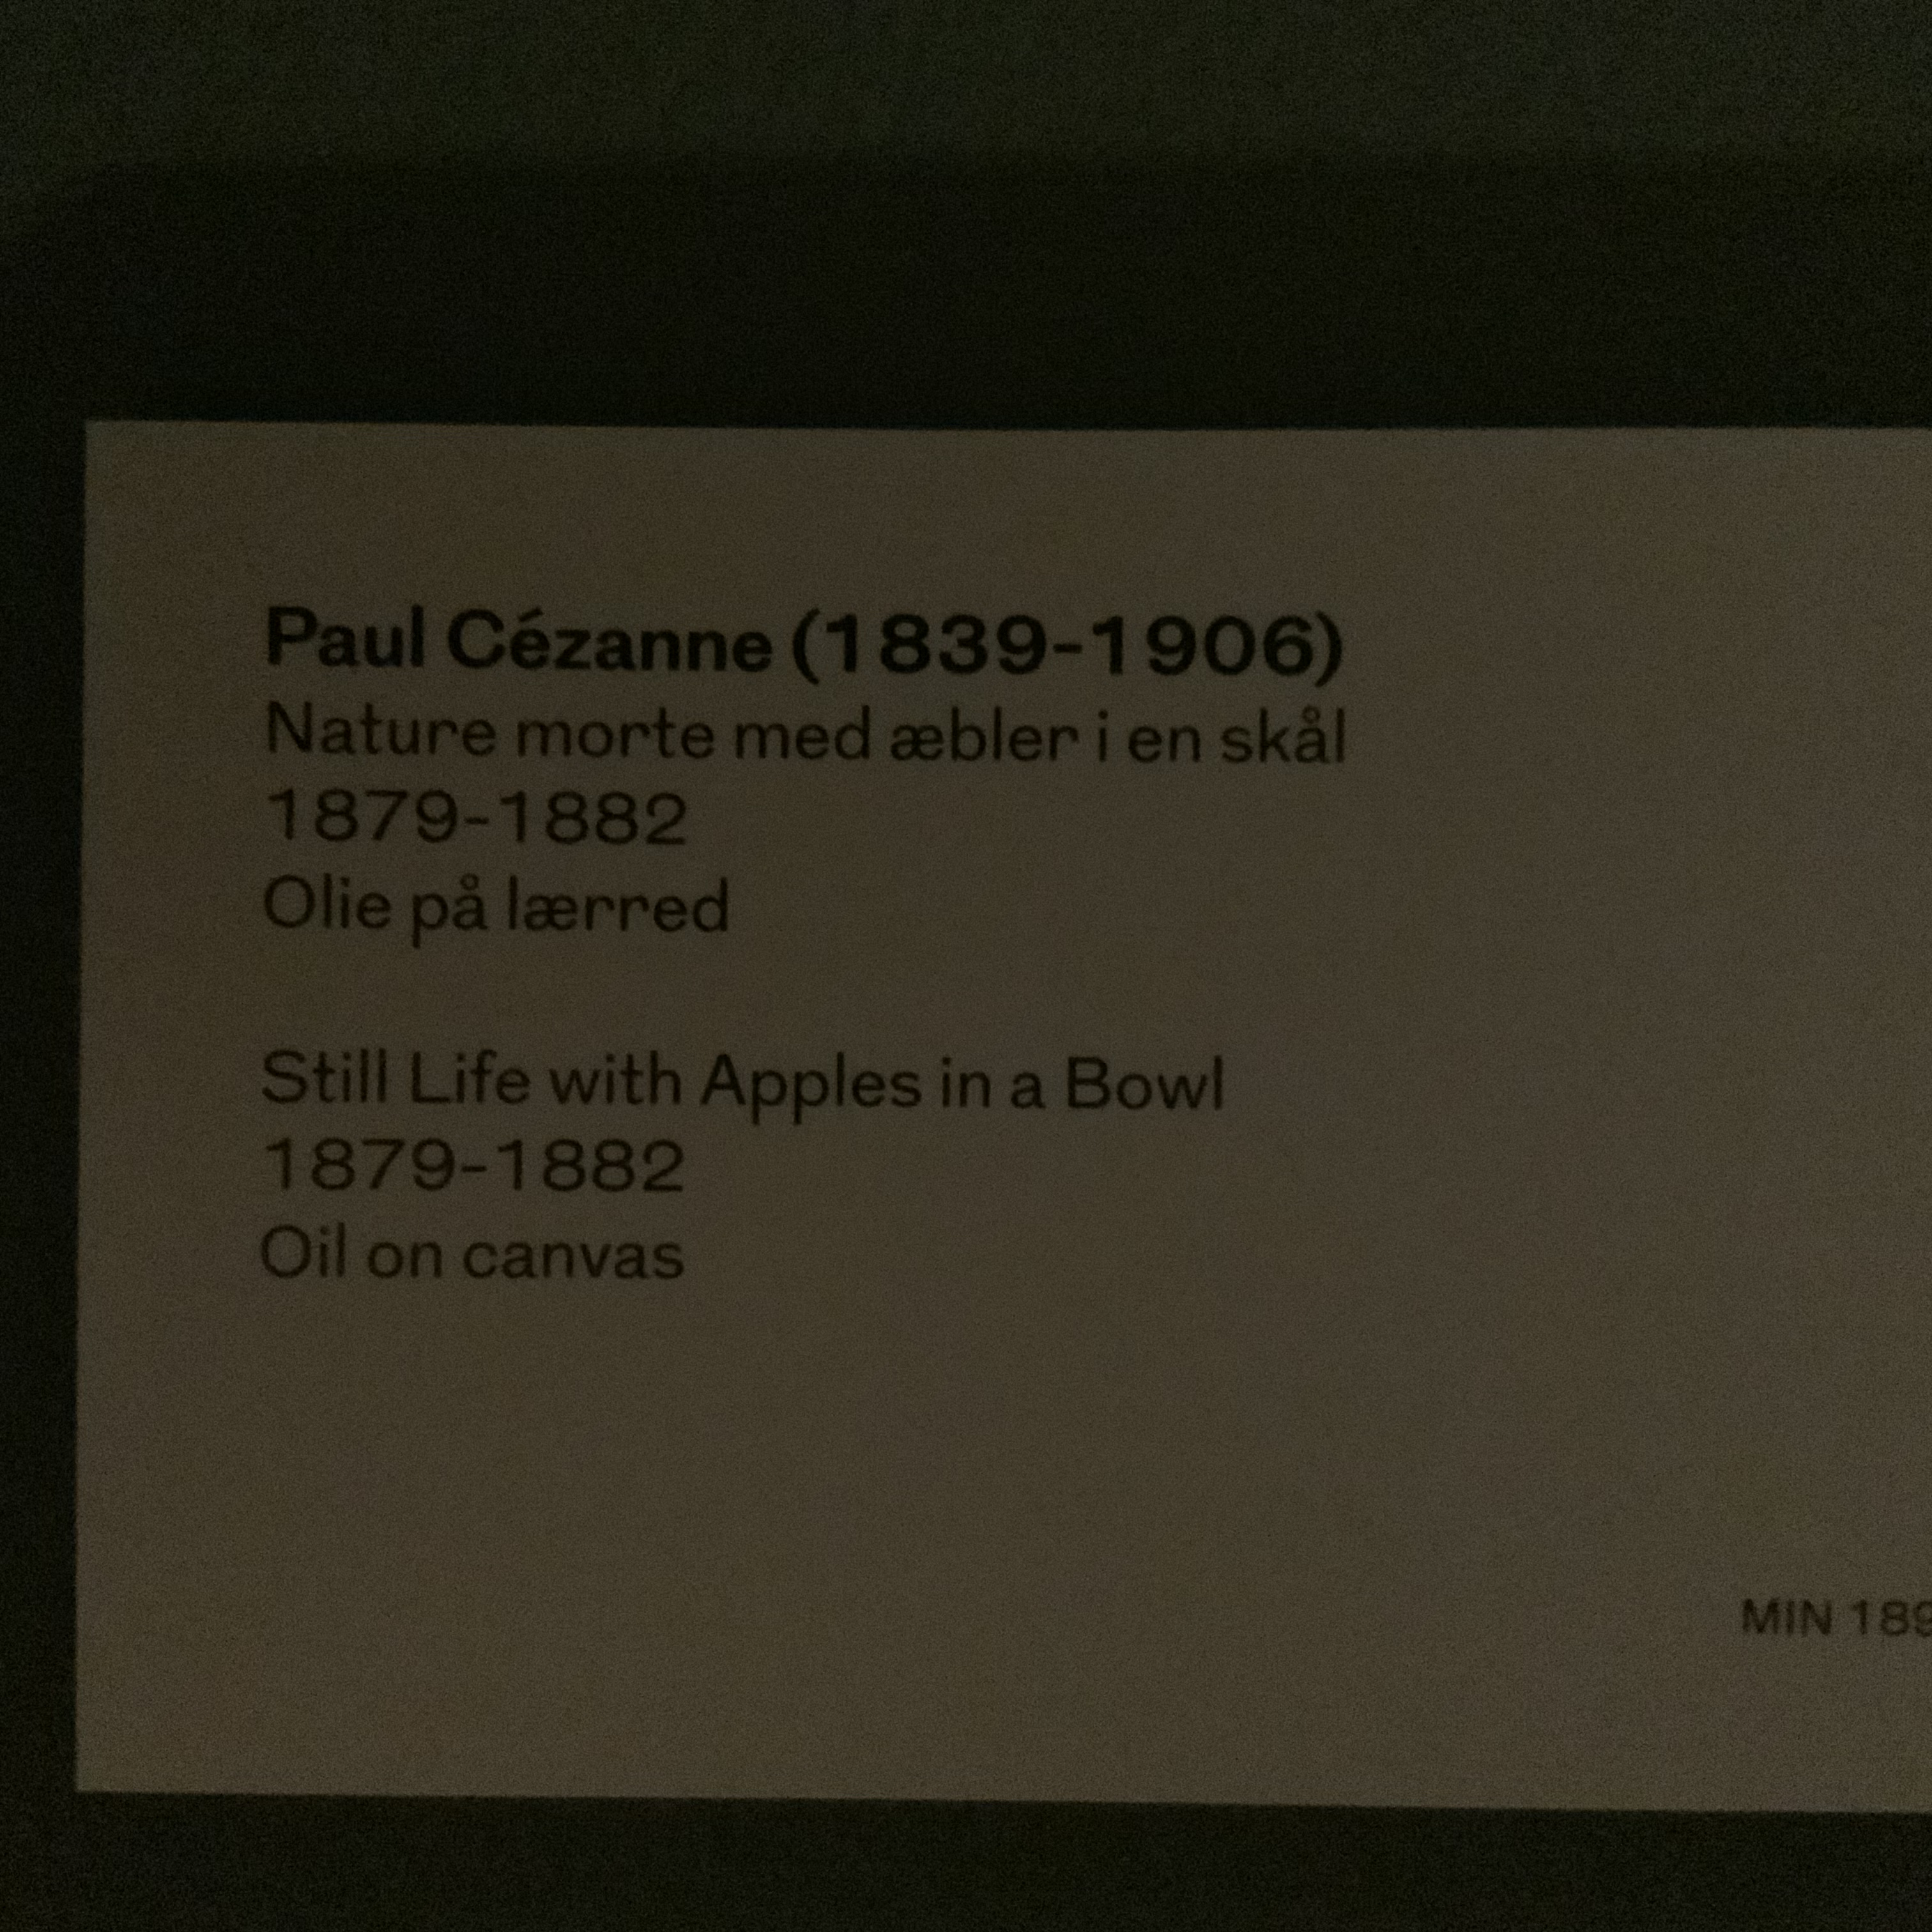 Paul Cézanne (1839-1906)
Nature morte med æbler i en skål
1879-1882
Olie på lærred
Still Life with Apples in a Bowl
1879-1882
Oil on canvas
MIN 189